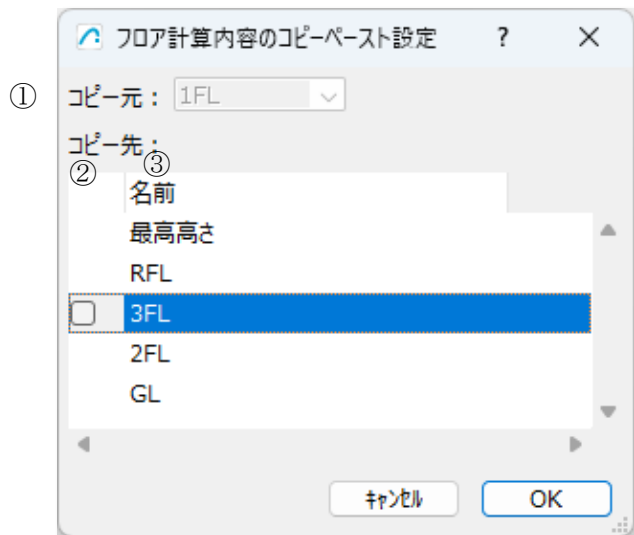 フロア計算内容のコピーペースト設定 ?
① コピー元： 1FL
コピー先：
② ③
名前
最高高さ
RFL
3FL
2FL
GL
キャンセル OK